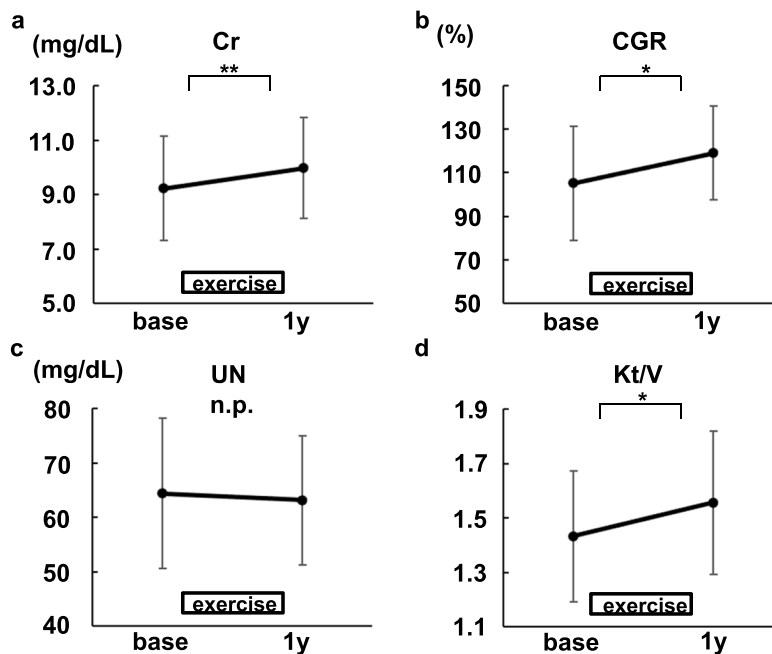 a
(mg/dL)
Cr
**
13.0
11.0
9.0
7.0
5.0
exercise
base
1y
b
(%)
CGR
*
150
130
110
90
70
50
exercise
base
1y
c
(mg/dL)
UN
n.p.
80
70
60
50
40
exercise
base
1y
d
Kt/V
*
1.9
1.7
1.5
1.3
1.1
exercise
base
1y